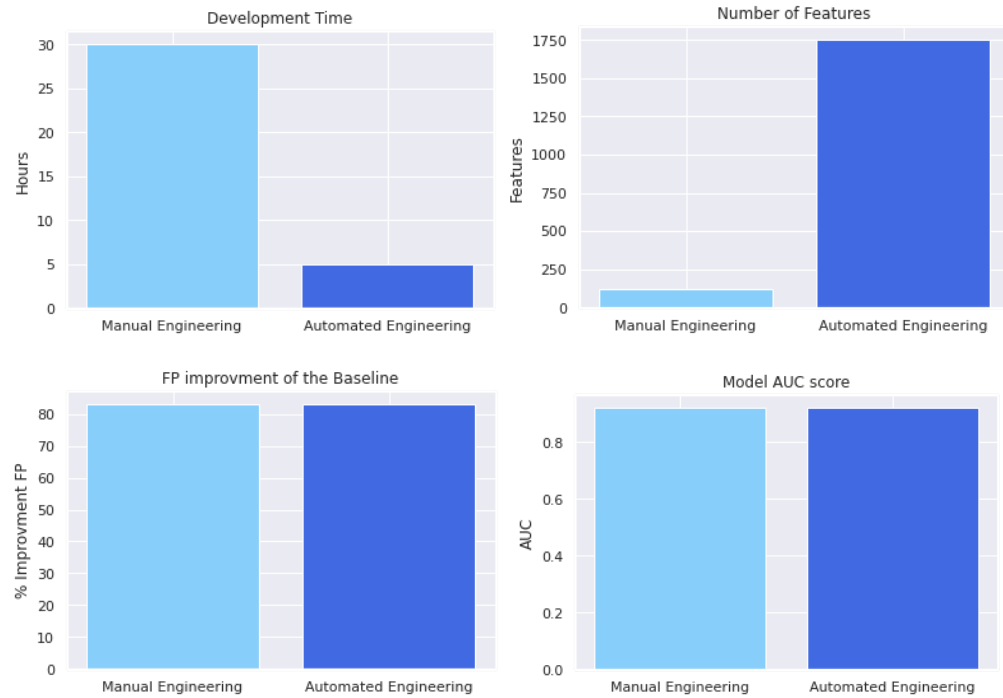 Development Time
Hours
30
25
20
15
10
5
0
Manual Engineering
Automated Engineering
Number of Features
Features
1750
1500
1250
1000
750
500
250
0
Manual Engineering
Automated Engineering
FP improvment of the Baseline
% Improvment FP
80
70
60
50
40
30
20
10
0
Manual Engineering
Automated Engineering
Model AUC score
AUC
0.8
0.6
0.4
0.2
0.0
Manual Engineering
Automated Engineering